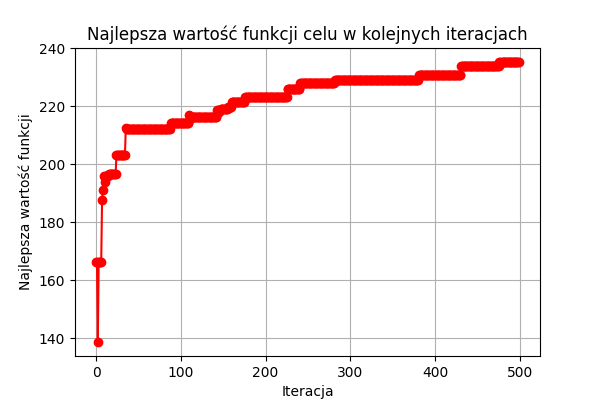 Najlepsza wartość funkcji celu w kolejnych iteracjach
240
220
200
180
160
140
Najlepsza wartość funkcji
0 100 200 300 400 500
Iteracja